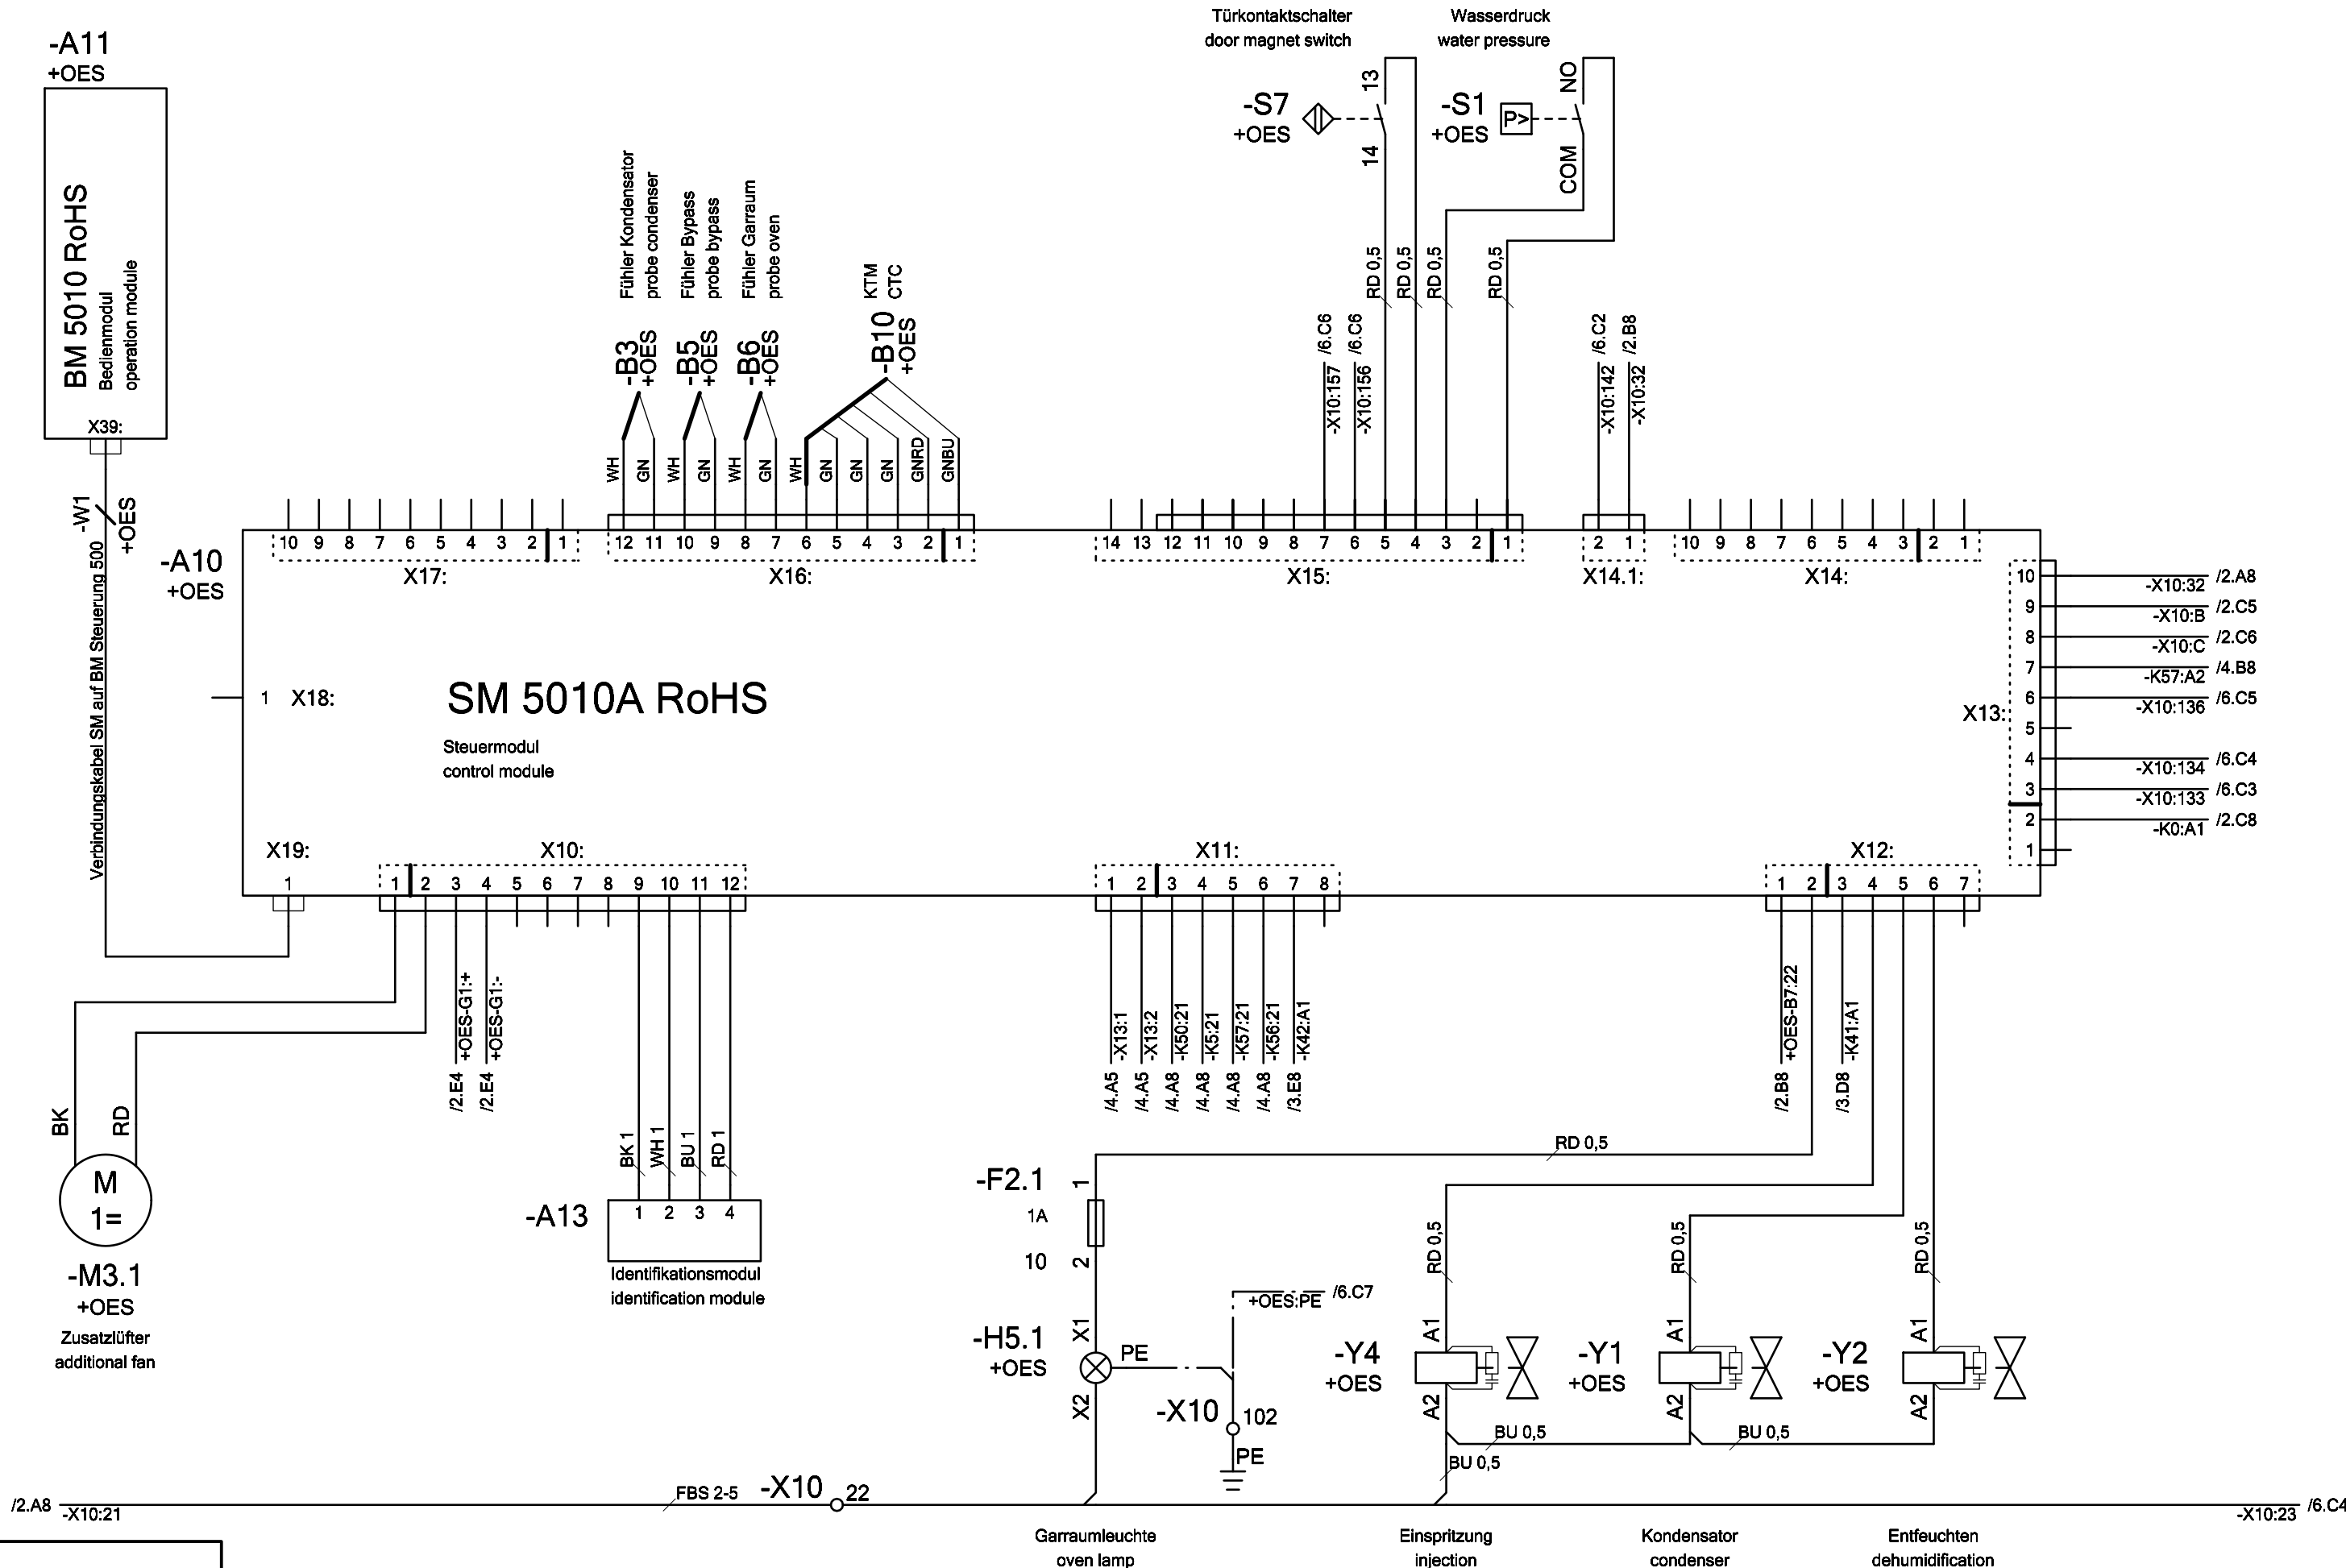 -A11
+OES
BM 5010 RoHS
Bedienmodul
operation module
X39:
-W1
+OES
Verbindungskabel SM auf BM Steuerung 500
Türkontaktschalter
door magnet switch
-S7
+OES
13
14
Wasserdruck
water pressure
-S1
+OES
P>
NO
COM
RD 0,5
RD 0,5
RD 0,5
RD 0,5
Fühler Kondensator
probe condenser
-B3
+OES
Fühler Bypass
probe bypass
-B5
+OES
Fühler Garraum
probe oven
-B6
+OES
KTM
CTC
-B10
+OES
WH
GN
WH
GN
WH
GN
WH
GN
GN
GN
GNRD
GNBU
-X10:157 /6.C6
-X10:156 /6.C6
-X10:142 /6.C2
-X10:32 /2.B8
-A10
+OES
10 9 8 7 6 5 4 3 2 1
X17:
12 11 10 9 8 7 6 5 4 3 2 1
X16:
14 13 12 11 10 9 8 7 6 5 4 3 2 1
X15:
2 1
X14.1:
10 9 8 7 6 5 4 3 2 1
X14:
SM 5010A RoHS
Steuermodul
control module
1 X18:
X13:
10 -X10:32 /2.A8
9 -X10:B /2.C5
8 -X10:C /2.C6
7 -K57:A2 /4.B8
6 -X10:136 /6.C5
5
4 -X10:134 /6.C4
3 -X10:133 /6.C3
2 -K0:A1 /2.C8
1
X19:
1
X10:
1 2 3 4 5 6 7 8 9 10 11 12
X11:
1 2 3 4 5 6 7 8
X12:
1 2 3 4 5 6 7
/2.E4 +OES-G1:+
/2.E4 +OES-G1:-
BK
RD
M
1=
-M3.1
+OES
Zusatzlüfter
additional fan
BK 1
WH 1
BU 1
RD 1
-A13
1 2 3 4
Identifikationsmodul
identification module
/4.A5 -X13:1
/4.A5 -X13:2
/4.A8 -K50:21
/4.A8 -K5:21
/4.A8 -K57:21
/4.A8 -K56:21
/3.E8 -K42:A1
/2.B8 +OES-B7:22
/3.D8 -K41:A1
RD 0,5
-F2.1
1A
10
1
2
-H5.1
+OES
X1
X2
PE
+OES:PE /6.C7
-X10
102
PE
RD 0,5
-Y4
+OES
A1
A2
RD 0,5
-Y1
+OES
A1
A2
RD 0,5
-Y2
+OES
A1
A2
BU 0,5
BU 0,5
BU 0,5
/2.A8
-X10:21
FBS 2-5
-X10
22
-X10:23
/6.C4
Garraumleuchte
oven lamp
Einspritzung
injection
Kondensator
condenser
Entfeuchten
dehumidification